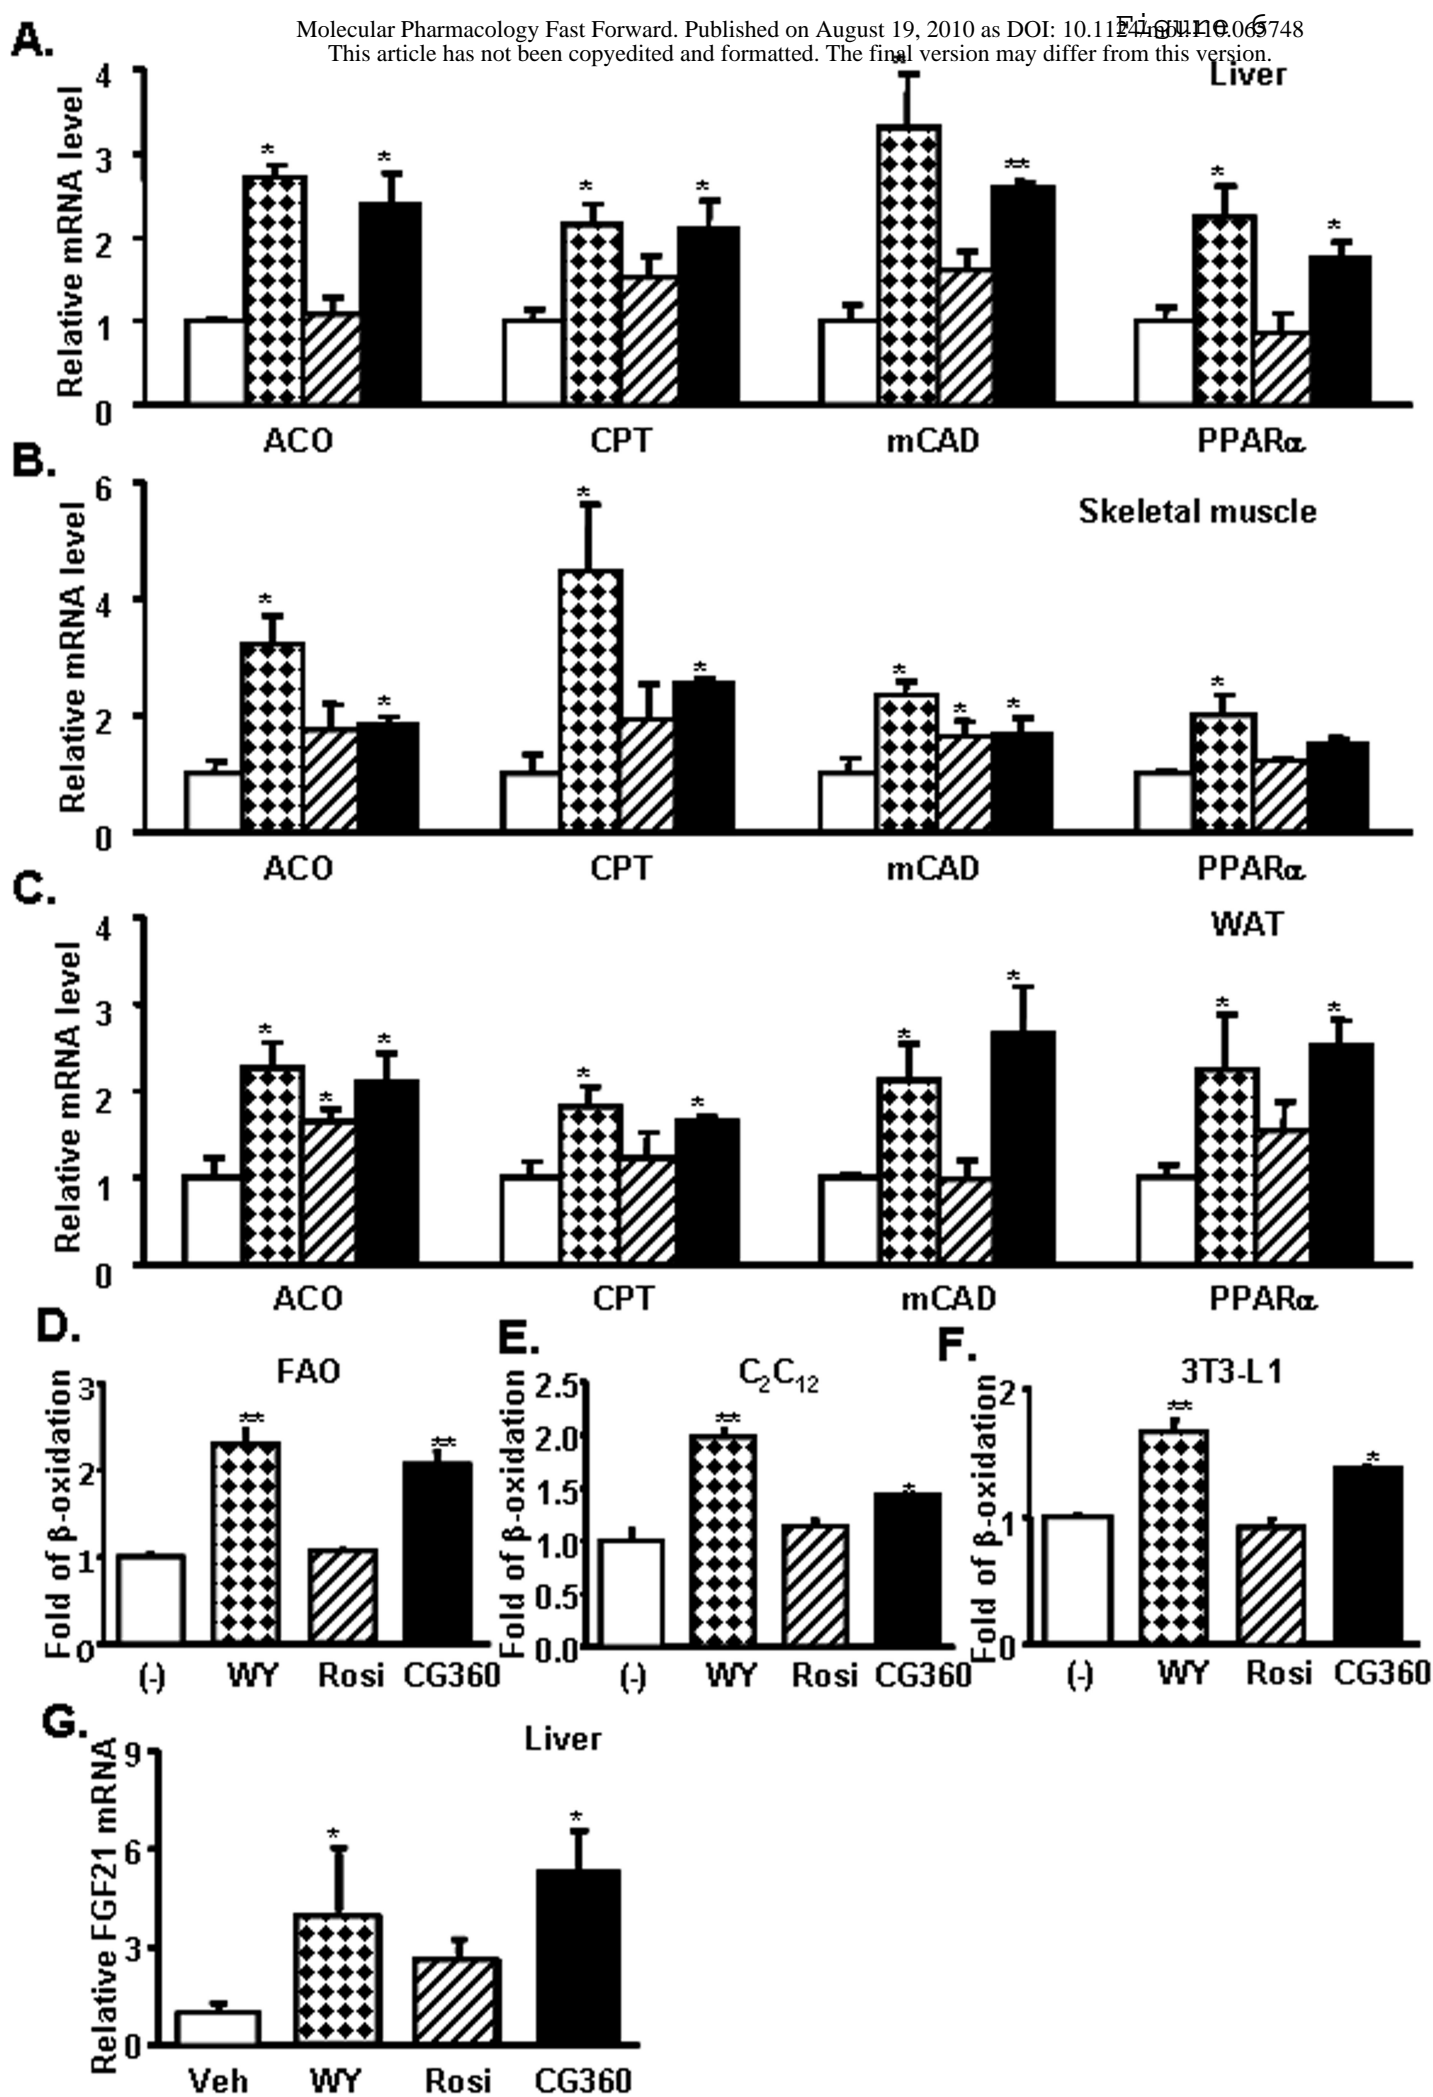 Molecular Pharmacology Fast Forward. Published on August 19, 2010 as DOI: 10.1124/mol.110.065748
This article has not been copyedited and formatted. The final version may differ from this version.
Figure 6
A.
Liver
Relative mRNA level
4
3
2
1
0
* * * * * ** * *
ACO CPT mCAD PPARα
B.
Skeletal muscle
Relative mRNA level
6
4
2
0
* * * * * * * *
ACO CPT mCAD PPARα
C.
WAT
Relative mRNA level
4
3
2
1
0
* * * * * * * * *
ACO CPT mCAD PPARα
D.
FAO
Fold of β-oxidation
3
2
1
0
** **
(-) WY Rosi CG360
E.
C2C12
Fold of β-oxidation
2.5
2.0
1.5
1.0
0.5
0.0
** *
(-) WY Rosi CG360
F.
3T3-L1
Fold of β-oxidation
2
1
0
** *
(-) WY Rosi CG360
G.
Liver
Relative FGF21 mRNA
9
6
3
0
* *
Veh WY Rosi CG360